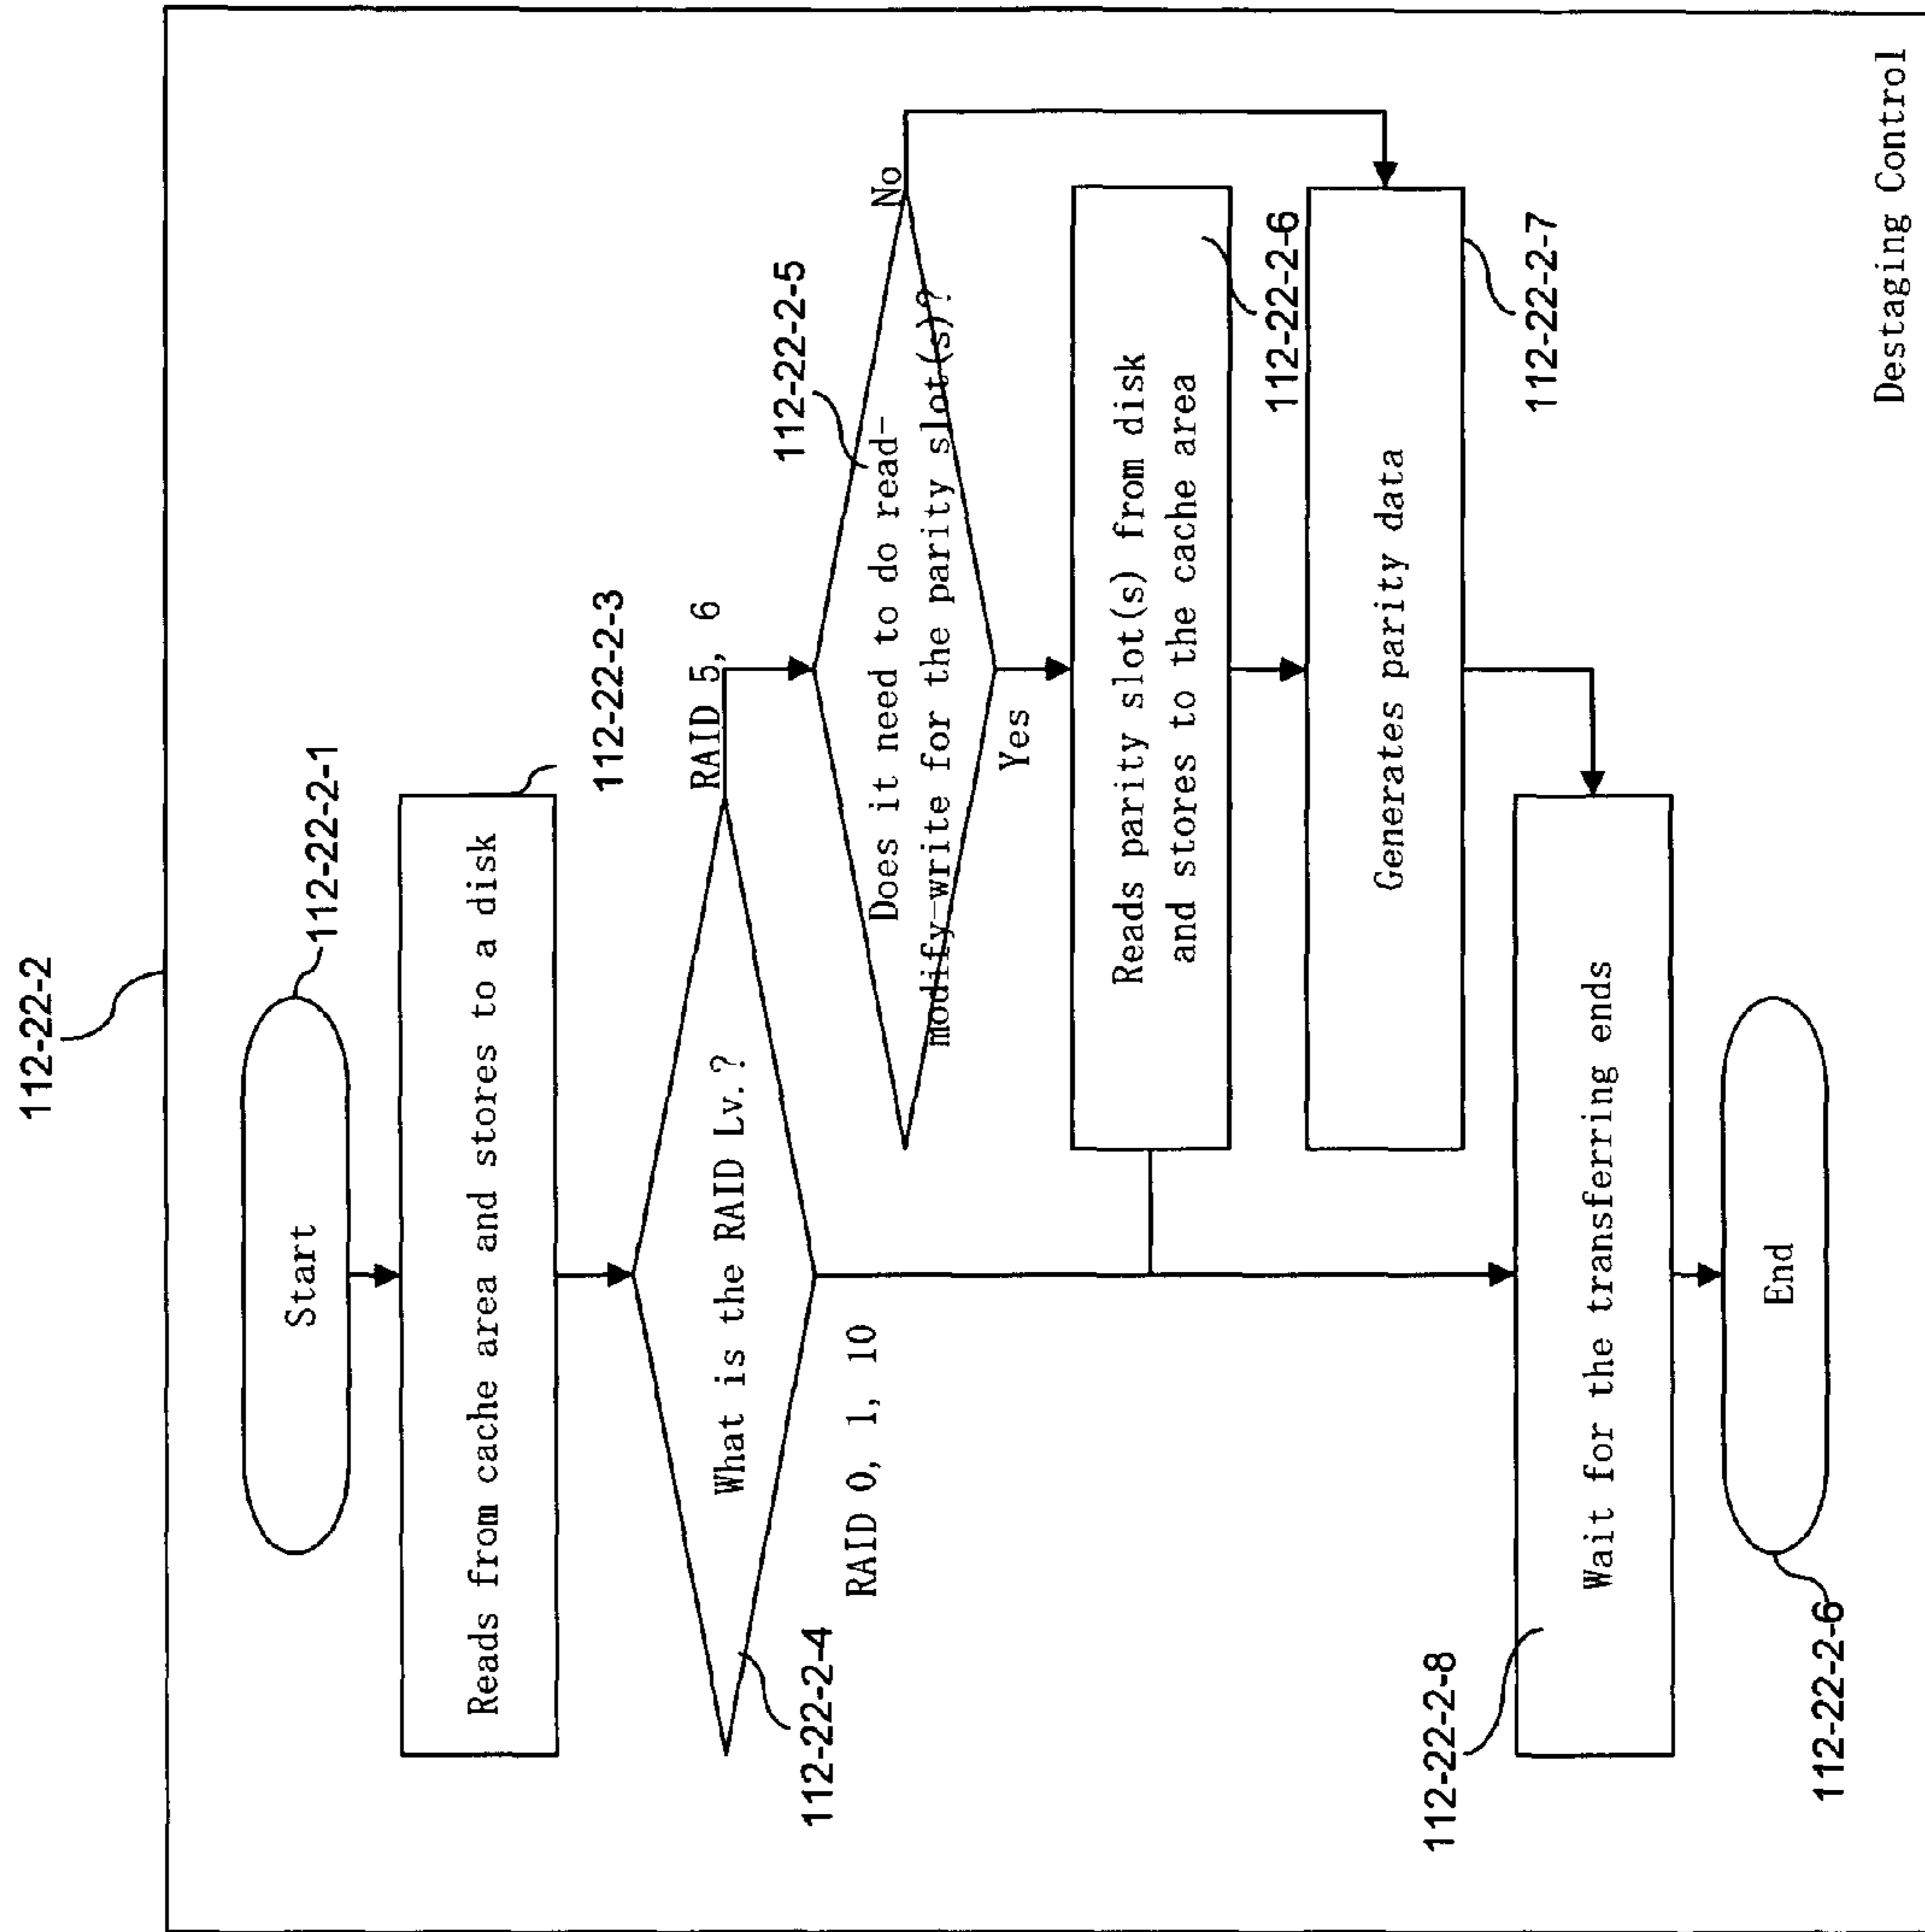 112-22-2
Start
112-22-2-1
Reads from cache area and stores to a disk
112-22-2-3
What is the RAID Lv.?
112-22-2-4
RAID 5, 6
RAID 0, 1, 10
112-22-2-5
Does it need to do read-
modify-write for the parity slot(s)?
No
Yes
Reads parity slot(s) from disk
and stores to the cache area
112-22-2-6
Generates parity data
112-22-2-7
112-22-2-8
Wait for the transferring ends
End
112-22-2-6
Destaging Control